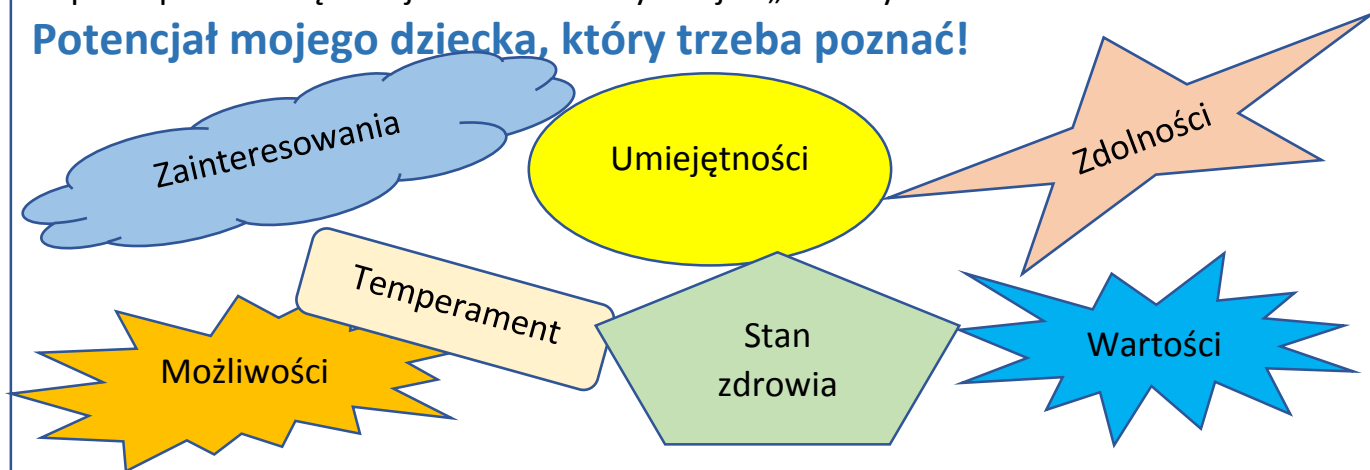 Potencjał mojego dziecka, który trzeba poznać!
Zainteresowania
Umiejętności
Zdolności
Temperament
Możliwości
Stan
zdrowia
Wartości